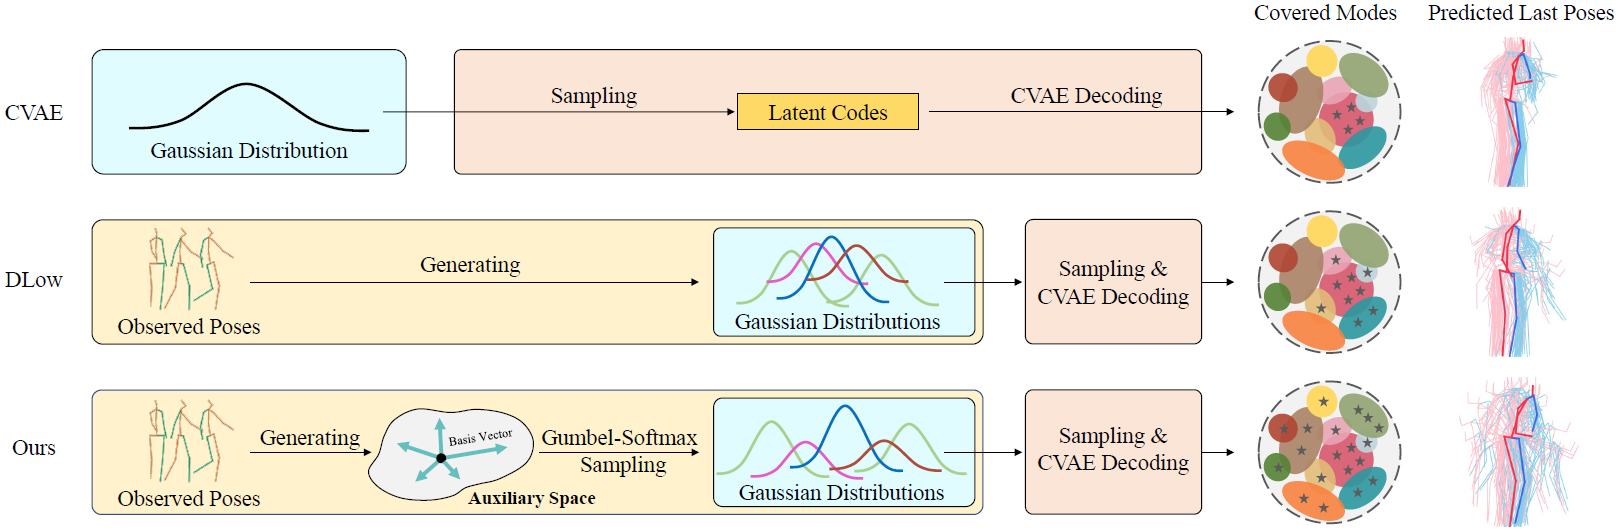 Covered Modes
Predicted Last Poses
CVAE
Gaussian Distribution
Sampling
Latent Codes
CVAE Decoding
DLow
Observed Poses
Generating
Gaussian Distributions
Sampling &
CVAE Decoding
Ours
Observed Poses
Generating
Basis Vector
Auxiliary Space
Gumbel-Softmax
Sampling
Gaussian Distributions
Sampling &
CVAE Decoding